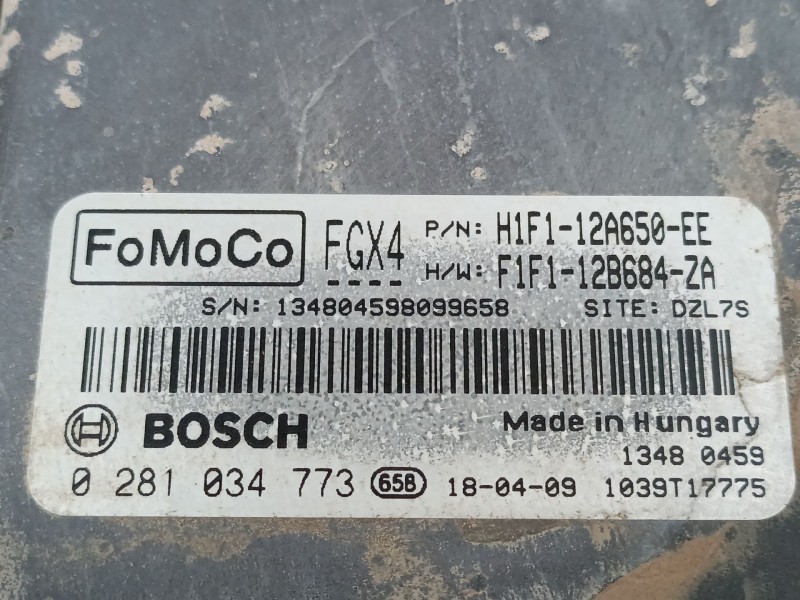 FoMoCo FGX4 P/N: H1F1-12A650-EE
H/W: F1F1-12B684-ZA
S/N: 134804598099658 SITE: DZL7S
BOSCH Made in Hungary
1348 0459
0 281 034 773 65B 18-04-09 1039T17775